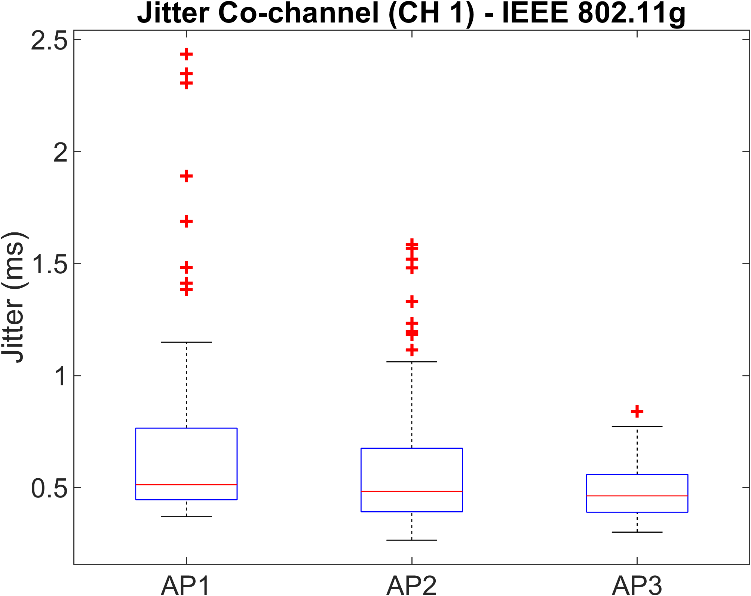 Jitter Co-channel (CH 1) - IEEE 802.11g
Jitter (ms)
2.5
2
1.5
1
0.5
AP1 AP2 AP3